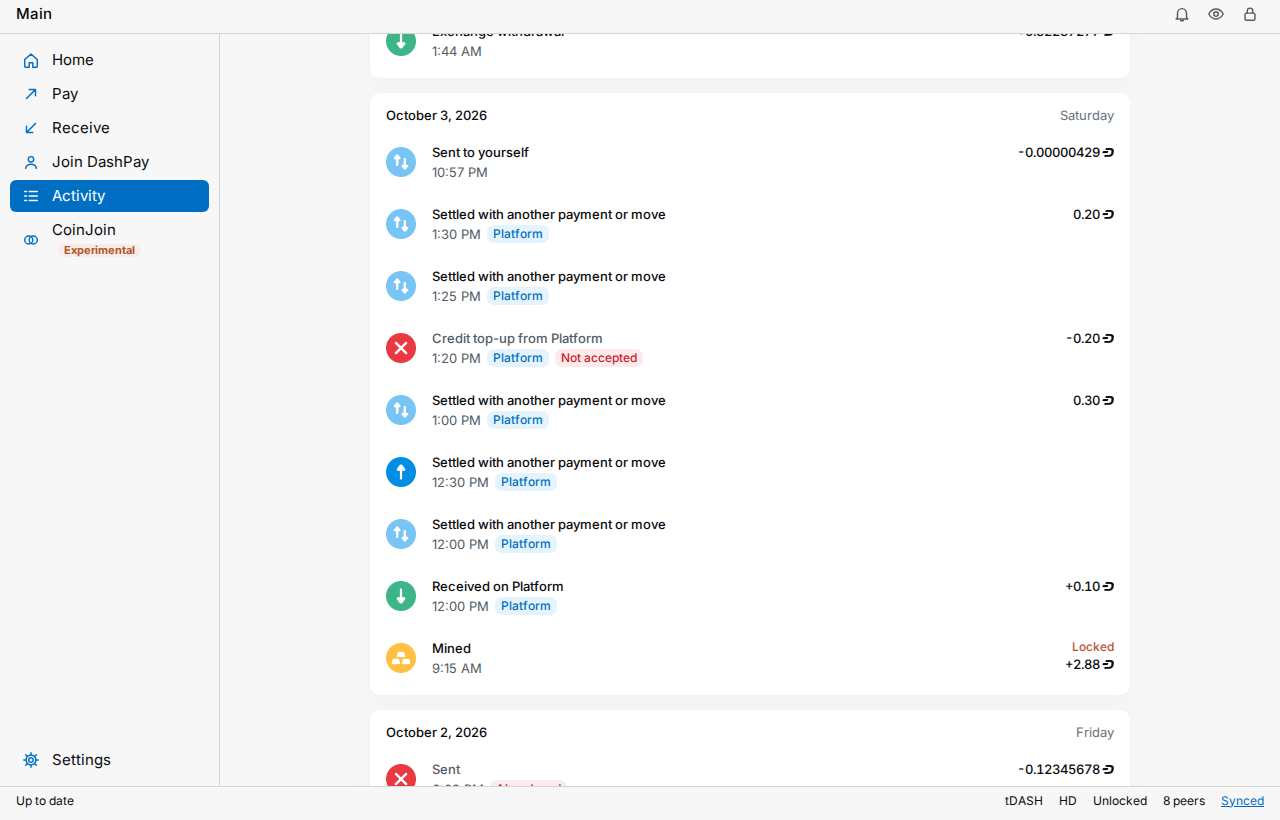 Main
Home
Pay
Receive
Join DashPay
Activity
CoinJoin
Experimental
Settings
Exchange withdrawal
1:44 AM
October 3, 2026 Saturday
Sent to yourself -0.00000429
10:57 PM
Settled with another payment or move 0.20
1:30 PM Platform
Settled with another payment or move
1:25 PM Platform
Credit top-up from Platform -0.20
1:20 PM Platform Not accepted
Settled with another payment or move 0.30
1:00 PM Platform
Settled with another payment or move
12:30 PM Platform
Settled with another payment or move
12:00 PM Platform
Received on Platform +0.10
12:00 PM Platform
Mined Locked
9:15 AM +2.88
October 2, 2026 Friday
Sent -0.12345678
Up to date tDASH HD Unlocked 8 peers Synced